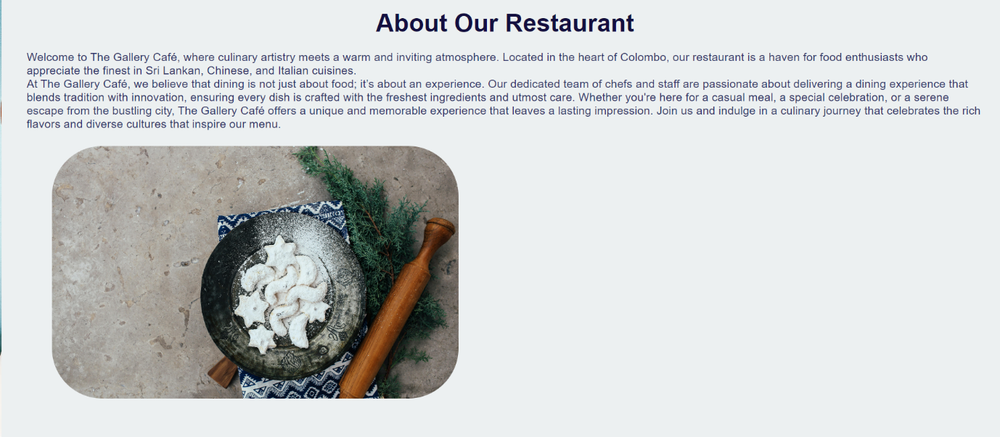 About Our Restaurant
Welcome to The Gallery Café, where culinary artistry meets a warm and inviting atmosphere. Located in the heart of Colombo, our restaurant is a haven for food enthusiasts who
appreciate the finest in Sri Lankan, Chinese, and Italian cuisines.
At The Gallery Café, we believe that dining is not just about food; it’s about an experience. Our dedicated team of chefs and staff are passionate about delivering a dining experience that
blends tradition with innovation, ensuring every dish is crafted with the freshest ingredients and utmost care. Whether you're here for a casual meal, a special celebration, or a serene
escape from the bustling city, The Gallery Café offers a unique and memorable experience that leaves a lasting impression. Join us and indulge in a culinary journey that celebrates the rich
flavors and diverse cultures that inspire our menu.